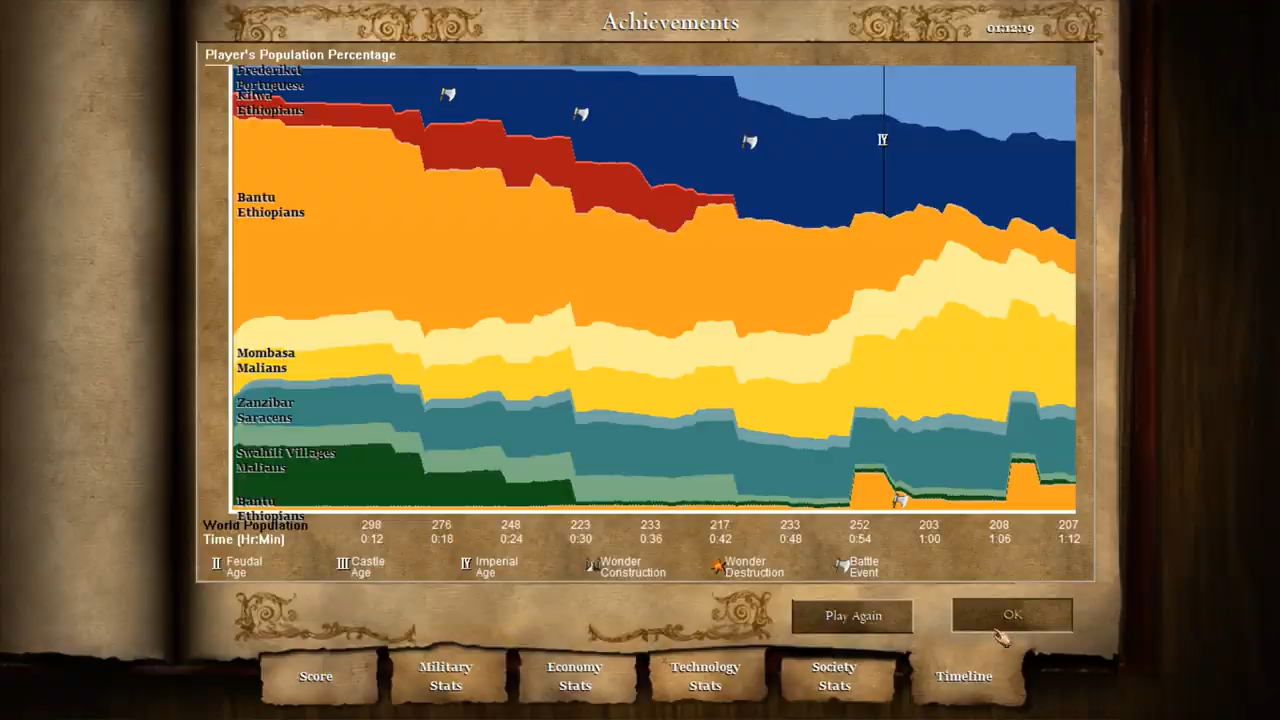 Achievements
01:12:19
Player's Population Percentage
Frederikct
Portuguese
Kilwa
Ethiopians
Bantu
Ethiopians
Mombasa
Malians
Zanzibar
Saracens
Swahili Villages
Malians
Bantu
Ethiopians
IV
World Population 298 276 248 223 233 217 233 252 203 208 207
Time (Hr:Min) 0:12 0:18 0:24 0:30 0:36 0:42 0:48 0:54 1:00 1:06 1:12
II Feudal Age
III Castle Age
IV Imperial Age
Wonder Construction
Wonder Destruction
Battle Event
Play Again
OK
Score
Military Stats
Economy Stats
Technology Stats
Society Stats
Timeline